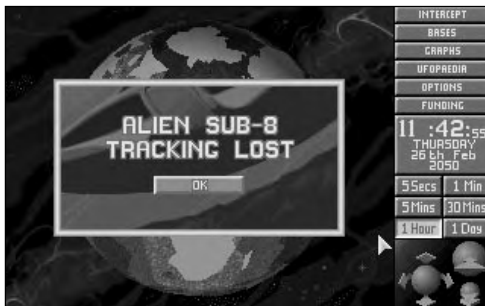 ALIEN SUB-8
TRACKING LOST
OK
INTERCEPT
BASES
GRAPHS
UFOPAEDIA
OPTIONS
FUNDING
11 :42:55
THURSDAY
26th Feb
2050
5Secs 1 Min
5Mins 30Mins
1 Hour 1 Day